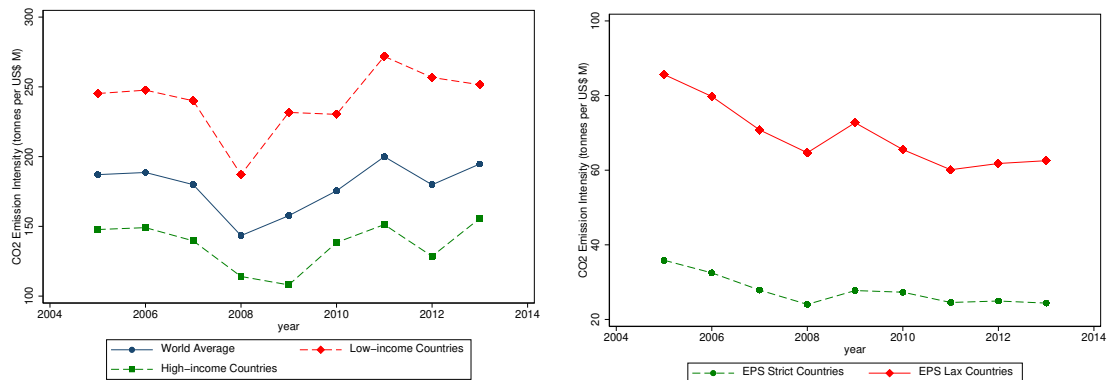 CO2 Emission Intensity (tonnes per US$ M)
300
250
200
150
100
2004 2006 2008 2010 2012 2014
year
World Average Low−income Countries
High−income Countries
CO2 Emission Intensity (tonnes per US$ M)
100
80
60
40
20
2004 2006 2008 2010 2012 2014
year
EPS Strict Countries EPS Lax Countries